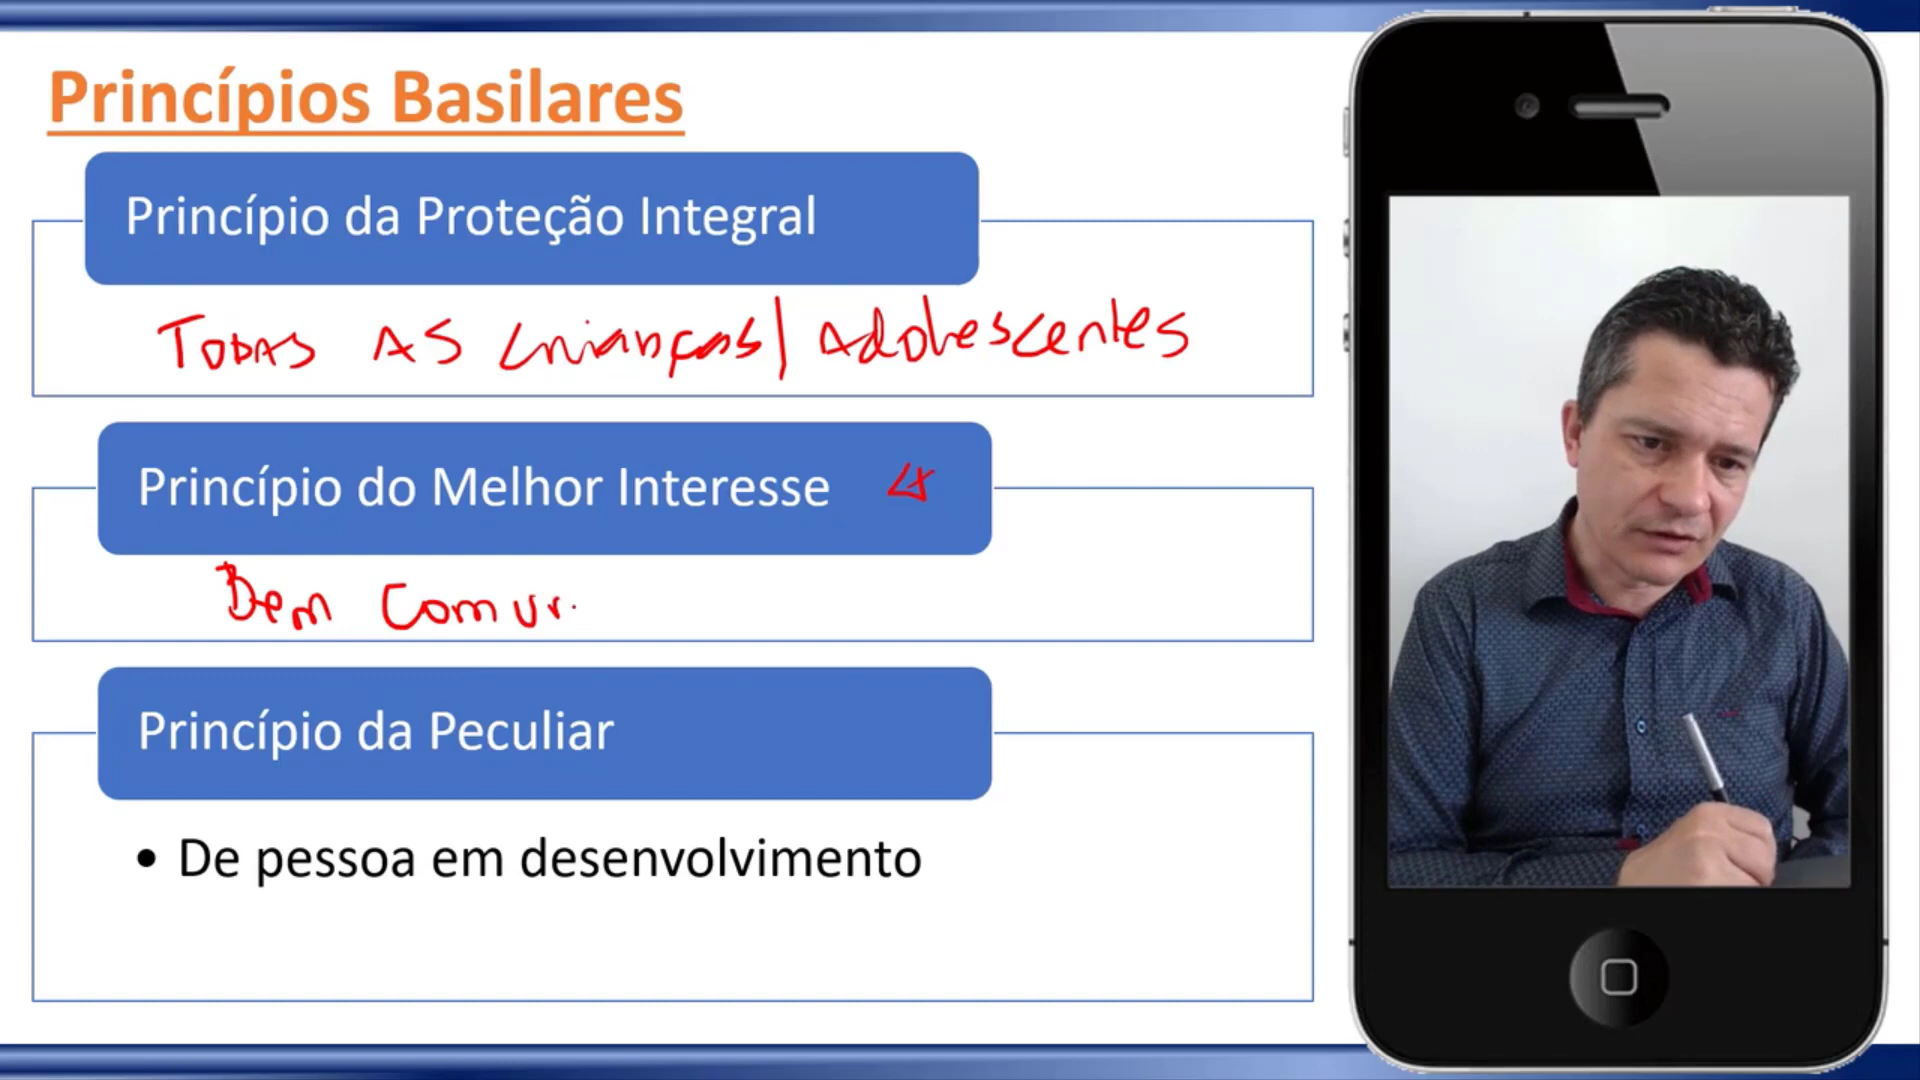 Princípios Basilares
Princípio da Proteção Integral
TODAS AS crianças/ Adolescentes
Princípio do Melhor Interesse
Bem Comu
Princípio da Peculiar
• De pessoa em desenvolvimento